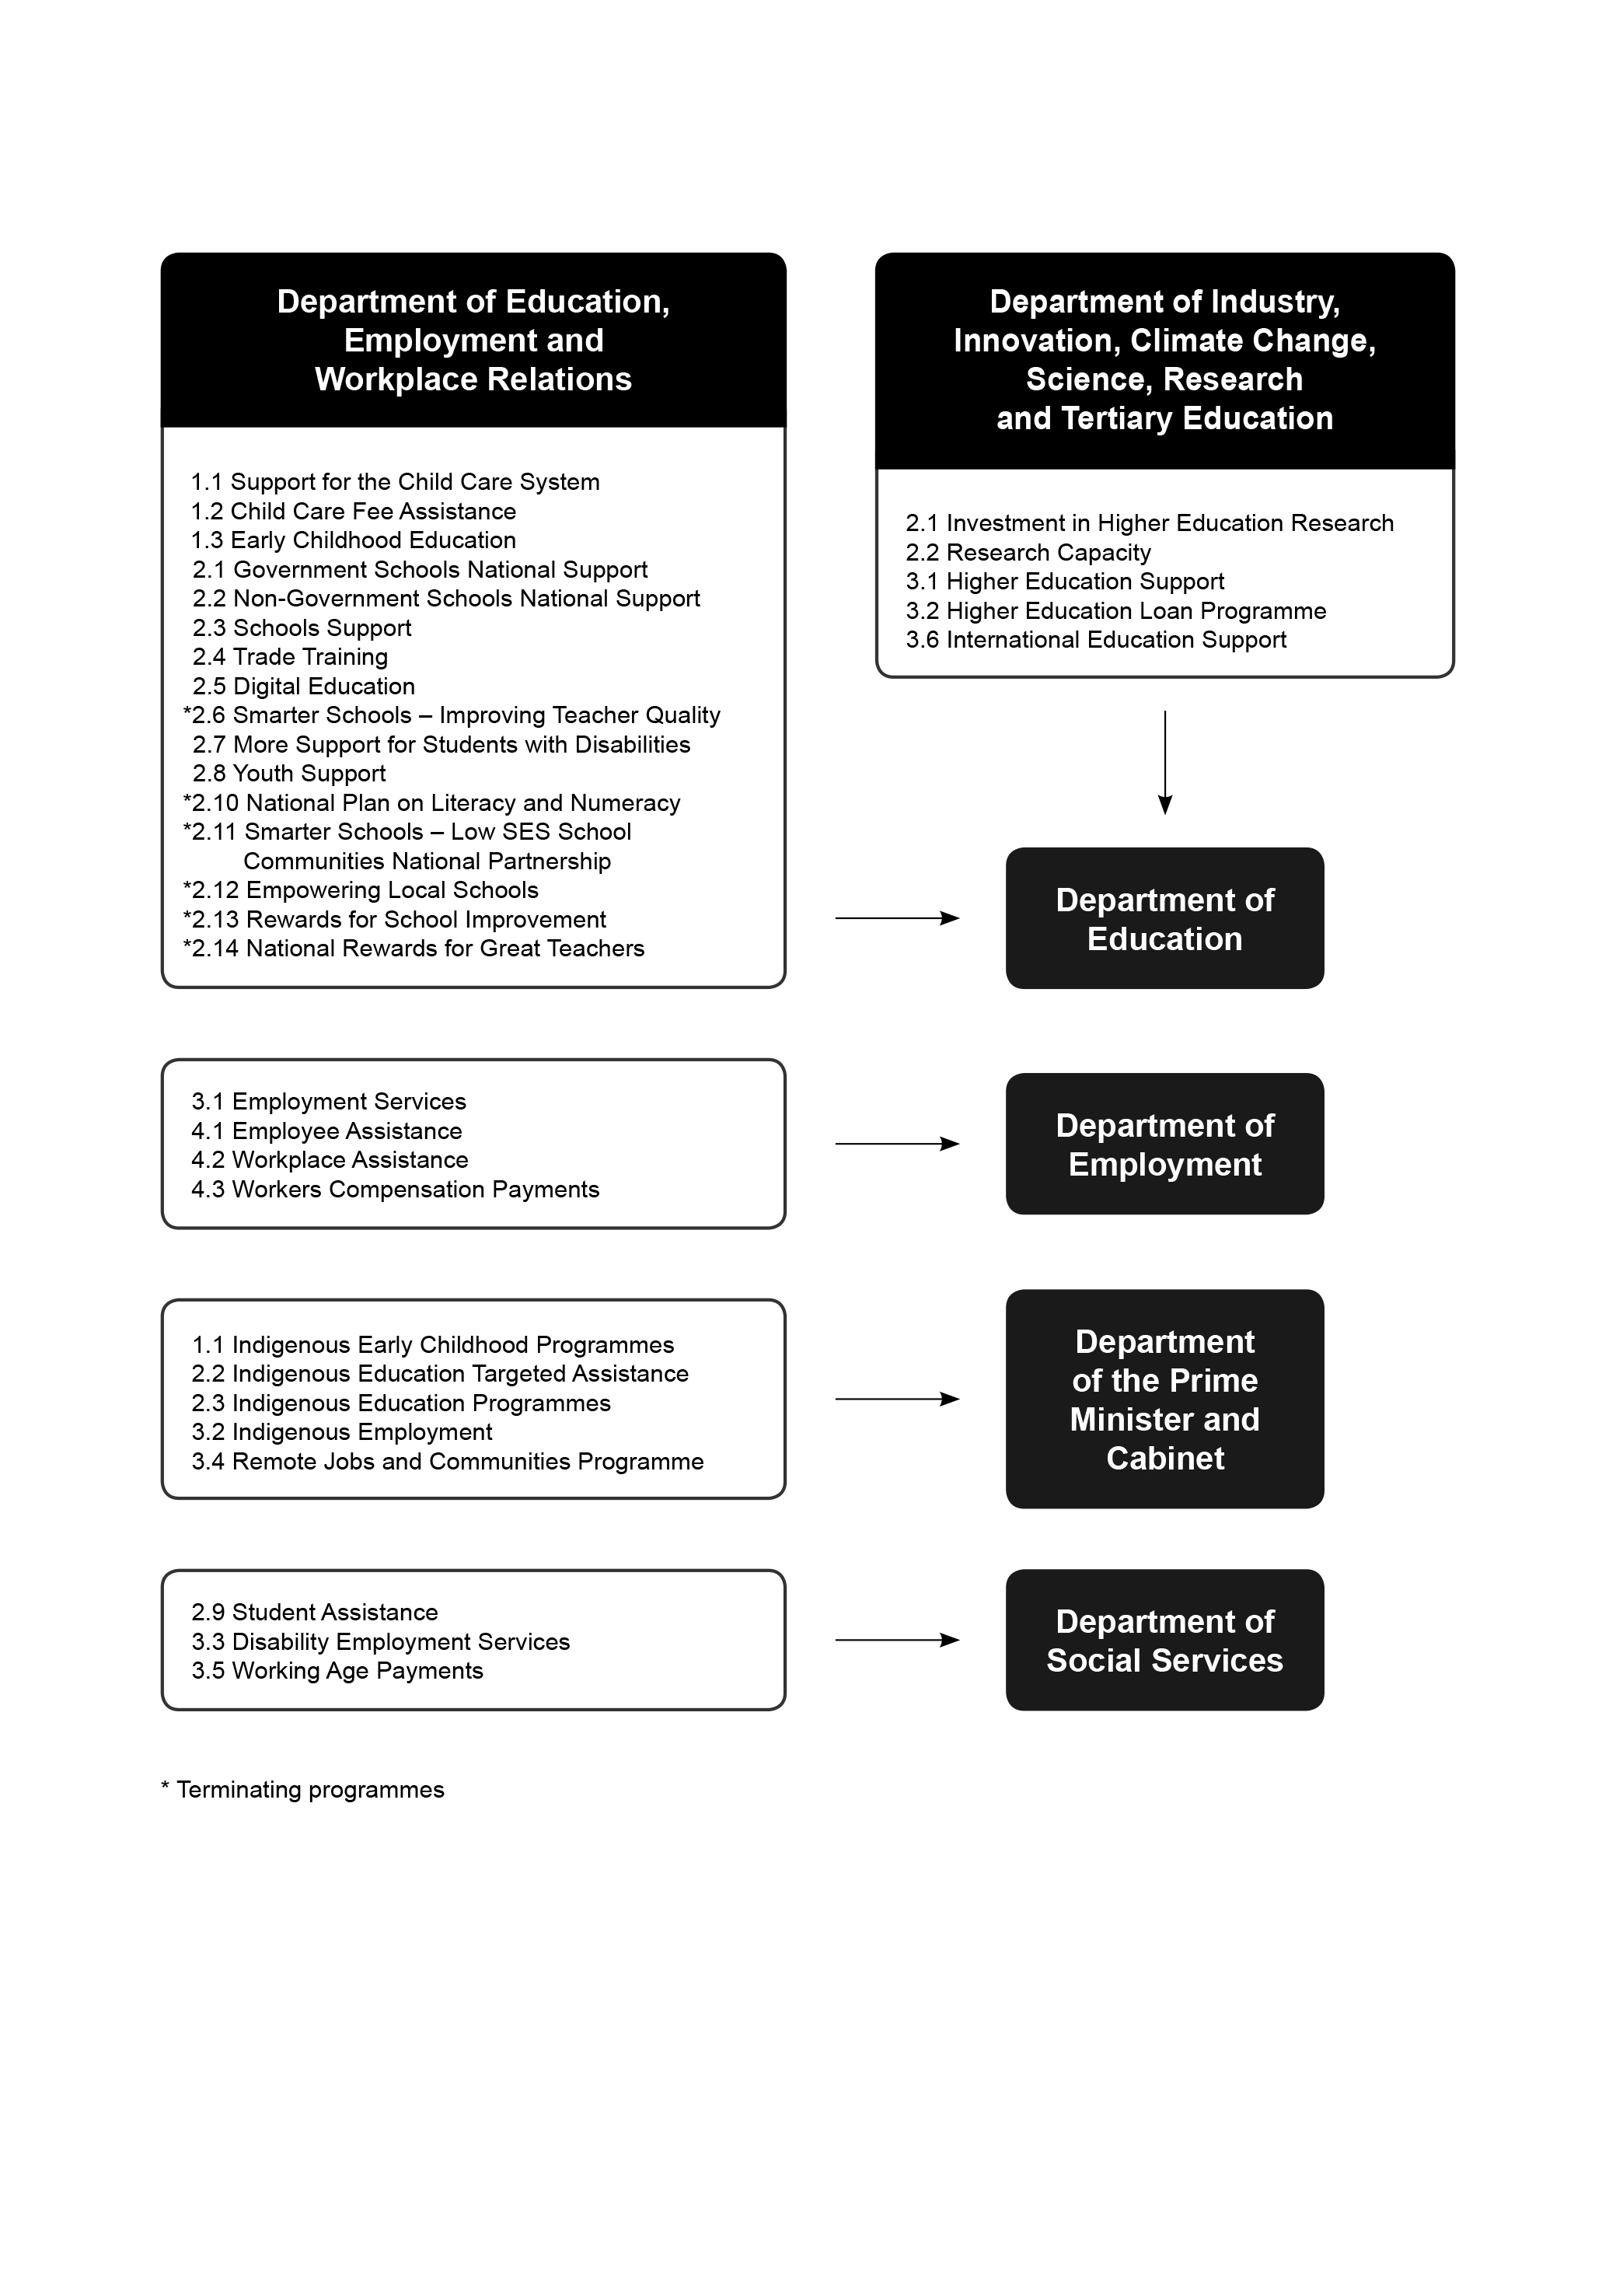 Department of Education,
Employment and
Workplace Relations
1.1 Support for the Child Care System
1.2 Child Care Fee Assistance
1.3 Early Childhood Education
2.1 Government Schools National Support
2.2 Non-Government Schools National Support
2.3 Schools Support
2.4 Trade Training
2.5 Digital Education
*2.6 Smarter Schools – Improving Teacher Quality
2.7 More Support for Students with Disabilities
2.8 Youth Support
*2.10 National Plan on Literacy and Numeracy
*2.11 Smarter Schools – Low SES School
Communities National Partnership
*2.12 Empowering Local Schools
*2.13 Rewards for School Improvement
*2.14 National Rewards for Great Teachers
Department of Industry,
Innovation, Climate Change,
Science, Research
and Tertiary Education
2.1 Investment in Higher Education Research
2.2 Research Capacity
3.1 Higher Education Support
3.2 Higher Education Loan Programme
3.6 International Education Support
Department of
Education
3.1 Employment Services
4.1 Employee Assistance
4.2 Workplace Assistance
4.3 Workers Compensation Payments
Department of
Employment
1.1 Indigenous Early Childhood Programmes
2.2 Indigenous Education Targeted Assistance
2.3 Indigenous Education Programmes
3.2 Indigenous Employment
3.4 Remote Jobs and Communities Programme
Department
of the Prime
Minister and
Cabinet
2.9 Student Assistance
3.3 Disability Employment Services
3.5 Working Age Payments
Department of
Social Services
* Terminating programmes